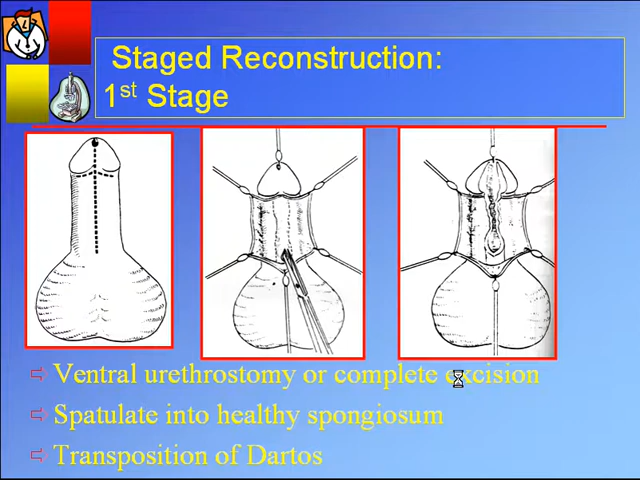 Staged Reconstruction:
1st Stage
Ventral urethrostomy or complete excision
Spatulate into healthy spongiosum
Transposition of Dartos